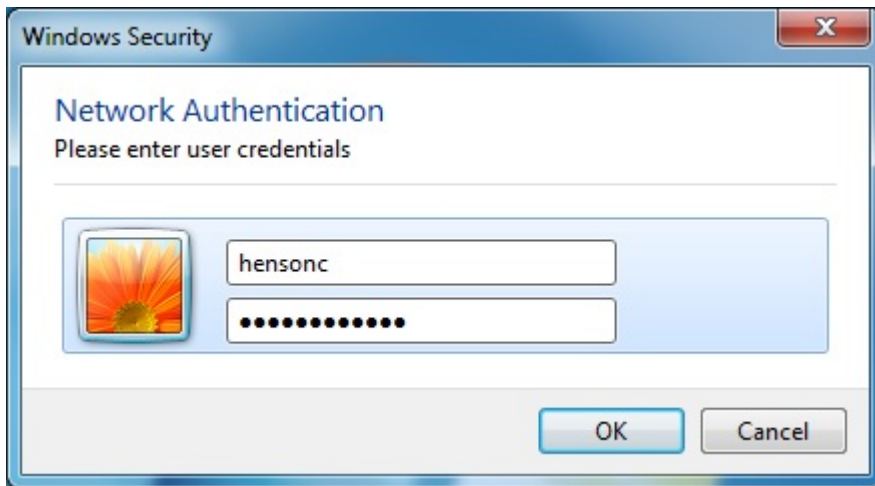 Windows Security
Network Authentication
Please enter user credentials
hensonc
●●●●●●●●●●●●
OK
Cancel